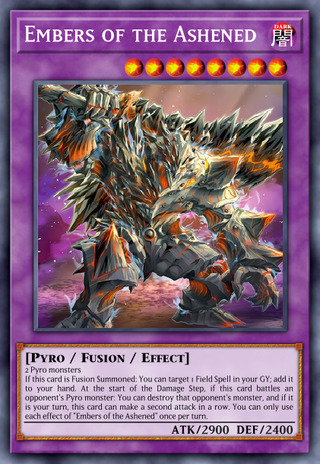 EMBERS OF THE ASHENED
DARK
闇
[PYRO / FUSION / EFFECT]
2 Pyro monsters
If this card is Fusion Summoned: You can target 1 Field Spell in your GY; add it
to your hand. At the start of the Damage Step, if this card battles an
opponent's Pyro monster: You can destroy that opponent's monster, and if it
is your turn, this card can make a second attack in a row. You can only use
each effect of "Embers of the Ashened" once per turn.
ATK/2900 DEF/2400